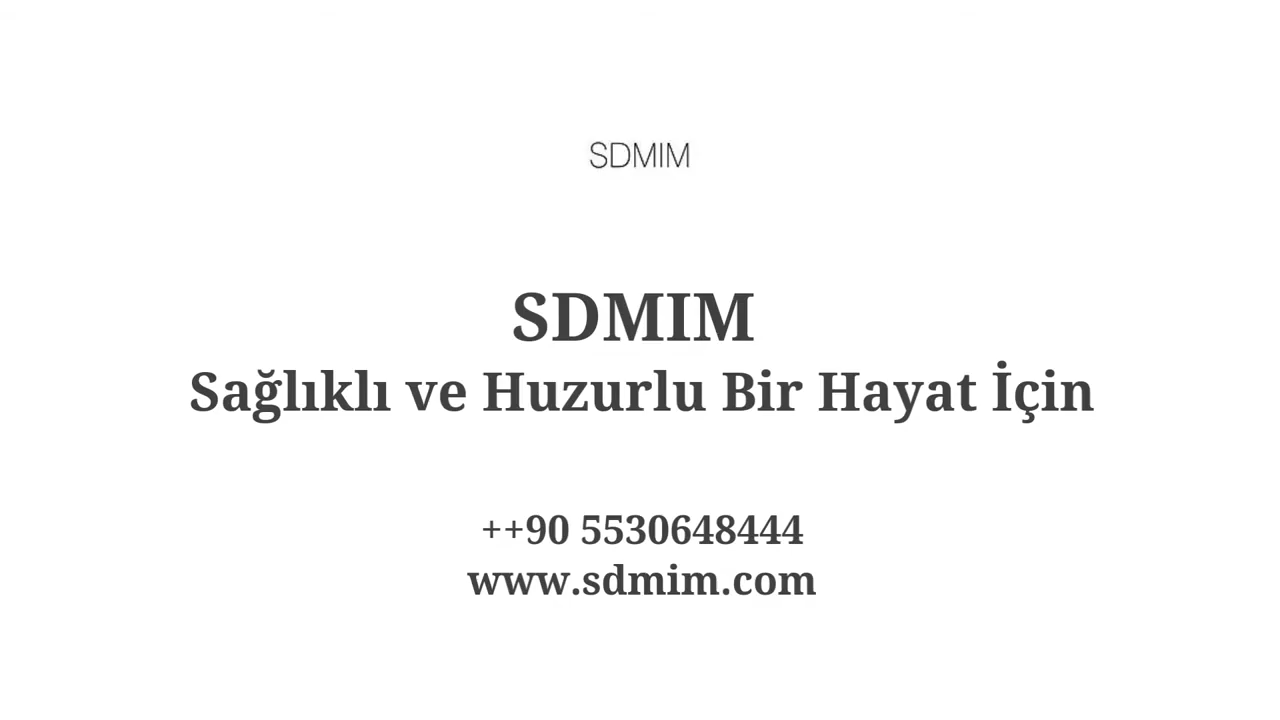 SDMIM
SDMIM
Sağlıklı ve Huzurlu Bir Hayat İçin
++90 5530648444
www.sdmim.com